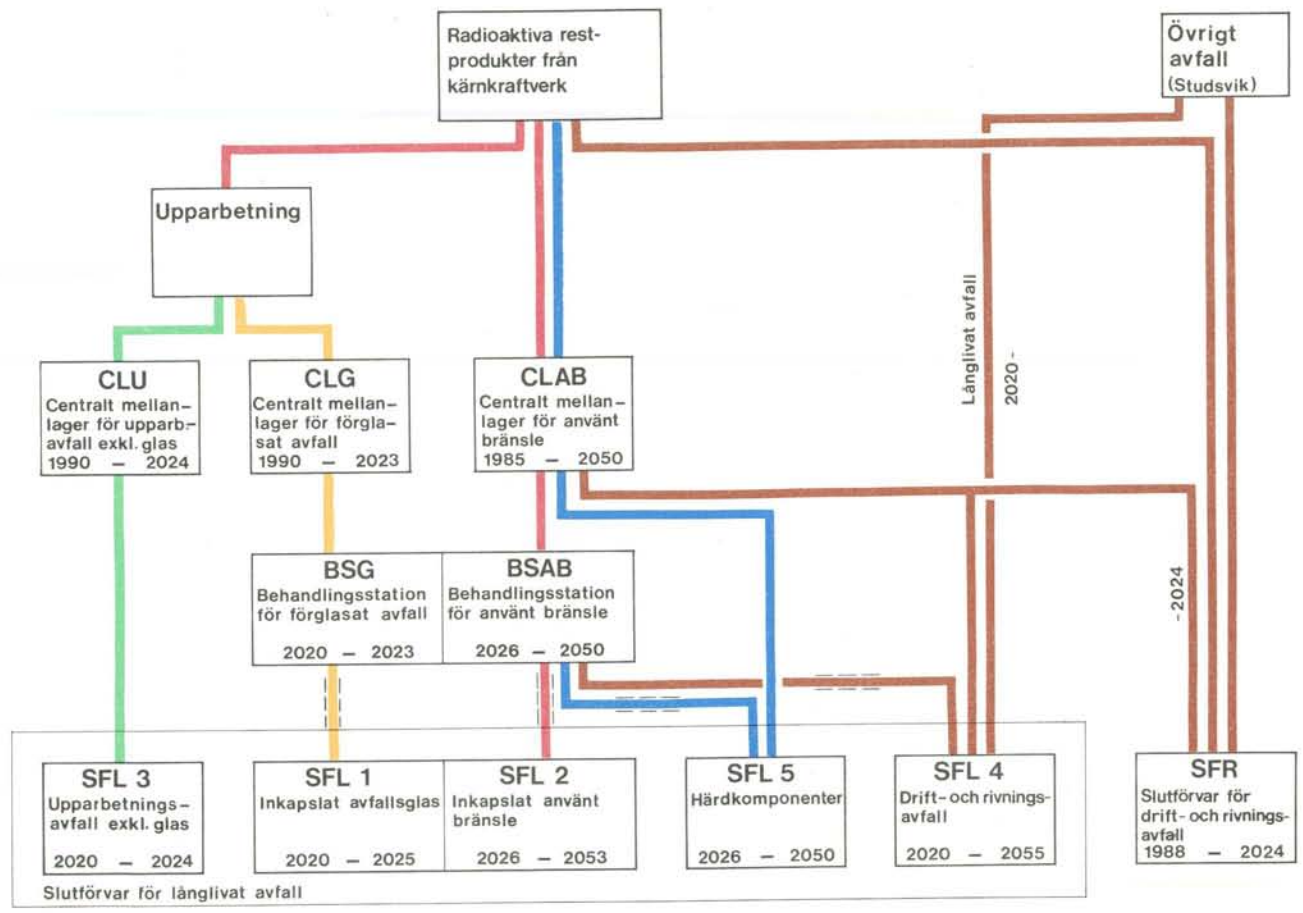 Radioaktiva rest-
produkter från
kärnkraftverk
Övrigt
avfall
(Studsvik)
Upparbetning
Långlivat avfall
2020-
CLU
Centralt mellan-
lager för upparb.-
avfall exkl. glas
1990 – 2024
CLG
Centralt mellan-
lager för förgla-
sat avfall
1990 – 2023
CLAB
Centralt mellan-
lager för använt
bränsle
1985 – 2050
BSG
Behandlingsstation
för förglasat avfall
2020 – 2023
BSAB
Behandlingsstation
för använt bränsle
2026 – 2050
-2024
SFL 3
Upparbetnings-
avfall exkl. glas
2020 – 2024
SFL 1
Inkapslat avfallsglas
2020 – 2025
SFL 2
Inkapslat använt
bränsle
2026 – 2053
SFL 5
Härdkomponenter
2026 – 2050
SFL 4
Drift- och rivnings-
avfall
2020 – 2055
SFR
Slutförvar för
drift- och rivnings-
avfall
1988 – 2024
Slutförvar för långlivat avfall